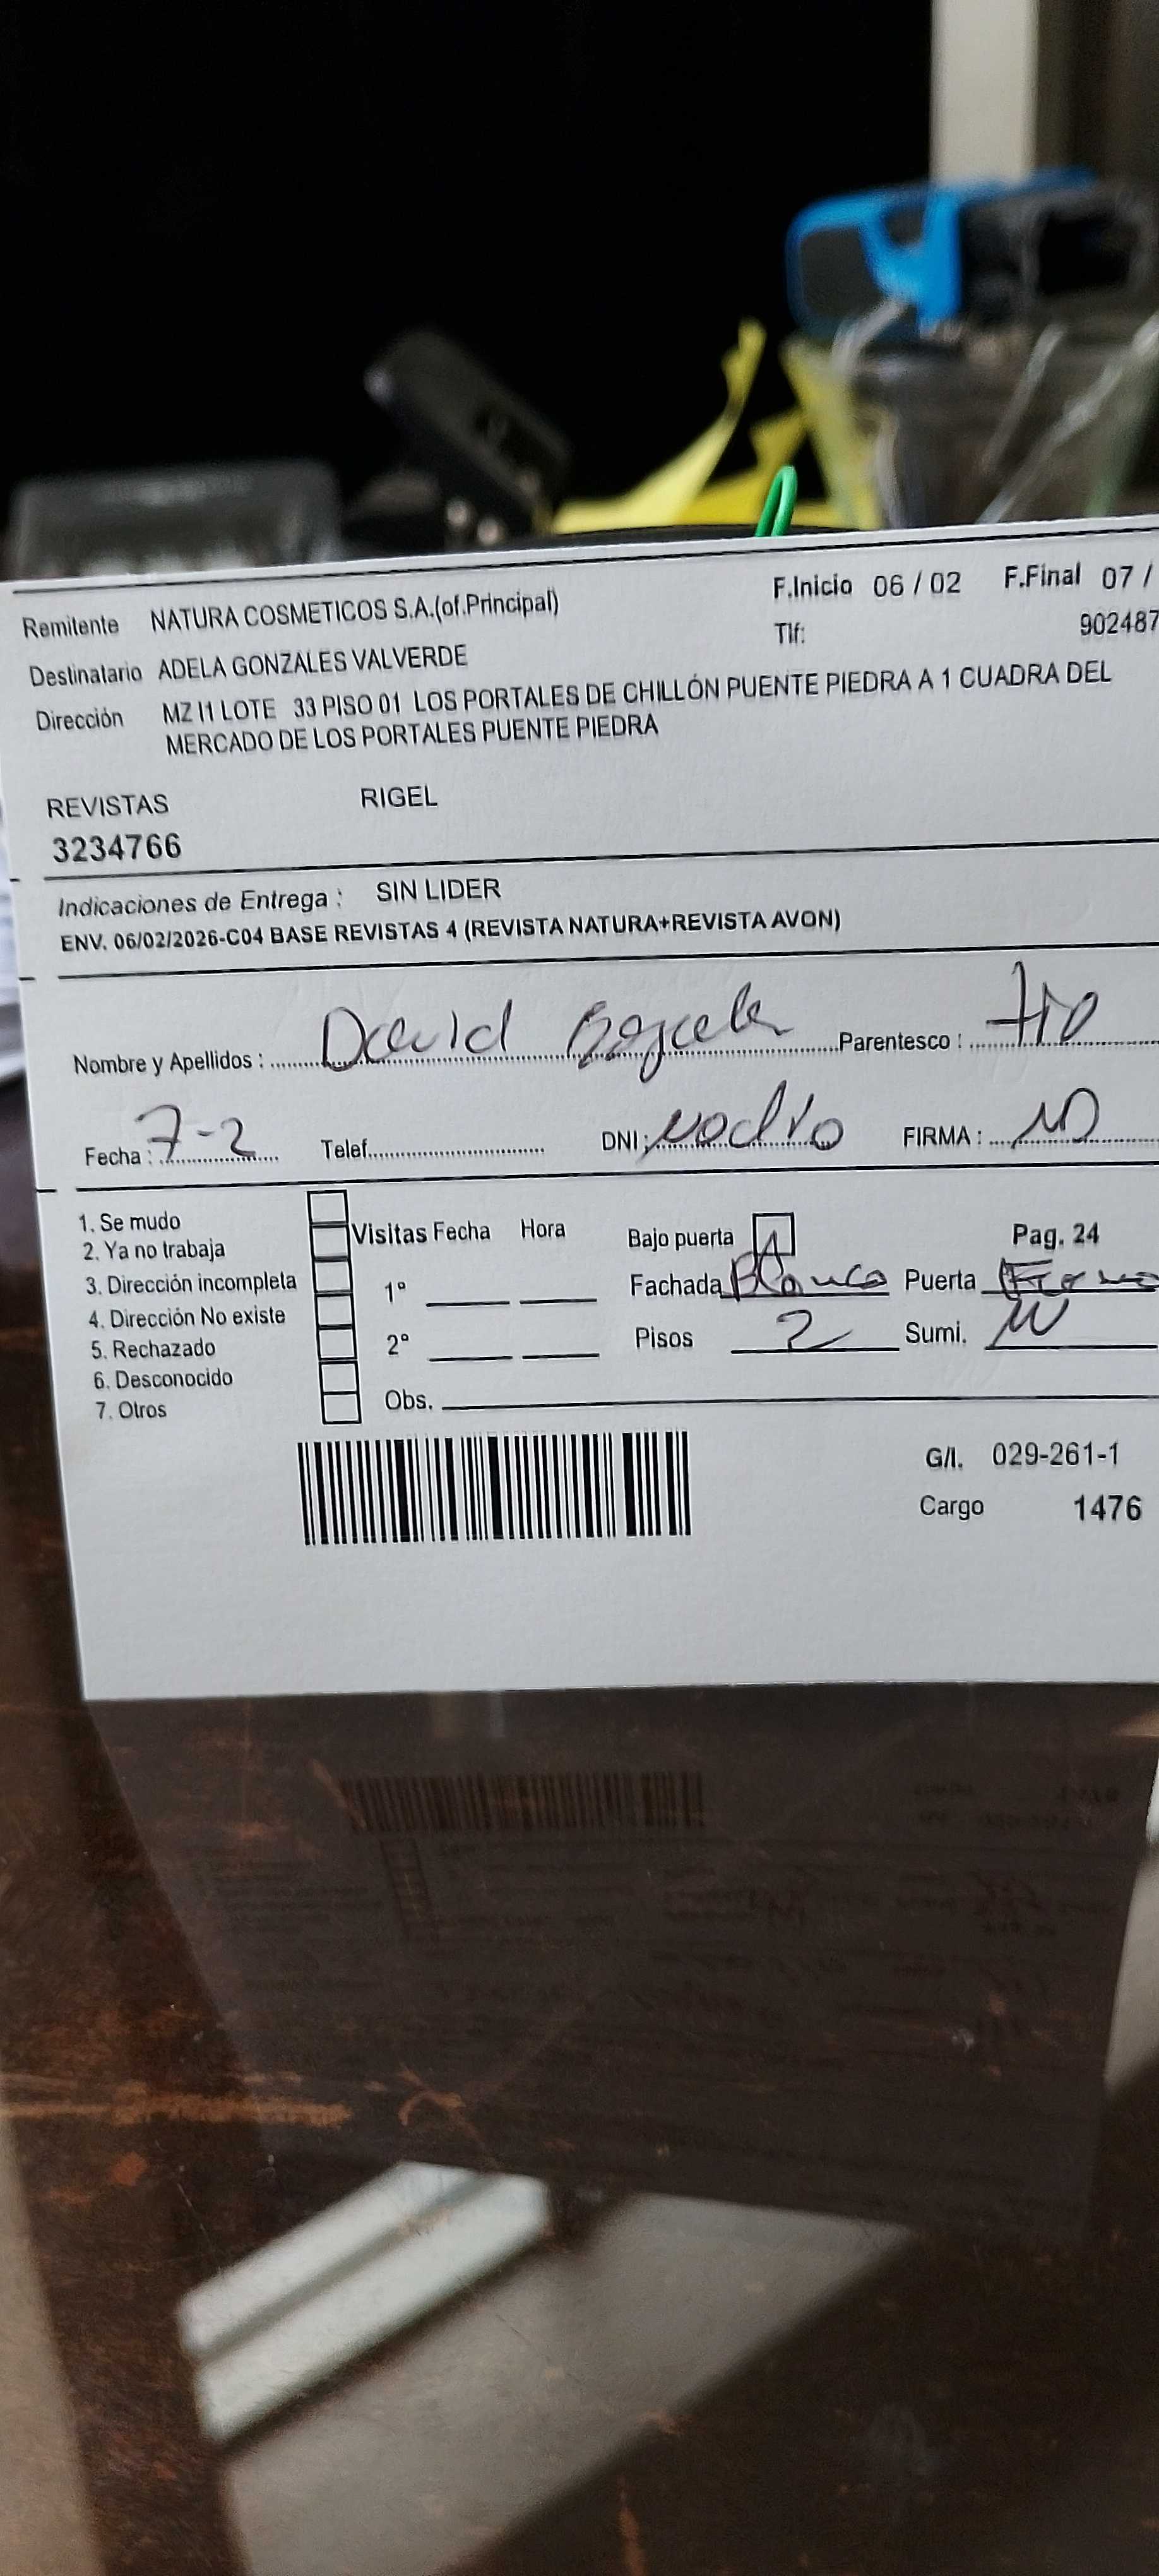 Remitente NATURA COSMETICOS S.A.(of.Principal) F.Inicio 06 / 02 F.Final 07 /
Tlf: 902487
Destinatario ADELA GONZALES VALVERDE
Dirección MZ I1 LOTE 33 PISO 01 LOS PORTALES DE CHILLÓN PUENTE PIEDRA A 1 CUADRA DEL
MERCADO DE LOS PORTALES PUENTE PIEDRA
REVISTAS RIGEL
3234766
Indicaciones de Entrega : SIN LIDER
ENV. 06/02/2026-C04 BASE REVISTAS 4 (REVISTA NATURA+REVISTA AVON)
Nombre y Apellidos : David Parentesco : tio
Fecha : 7-2 Telef. DNI : no dio FIRMA :
1. Se mudo
2. Ya no trabaja
3. Dirección incompleta
4. Dirección No existe
5. Rechazado
6. Desconocido
7. Otros
Visitas Fecha Hora
1°
2°
Obs.
Bajo puerta Pag. 24
Fachada Blanco Puerta
Pisos 2 Sumi.
G/I. 029-261-1
Cargo 1476